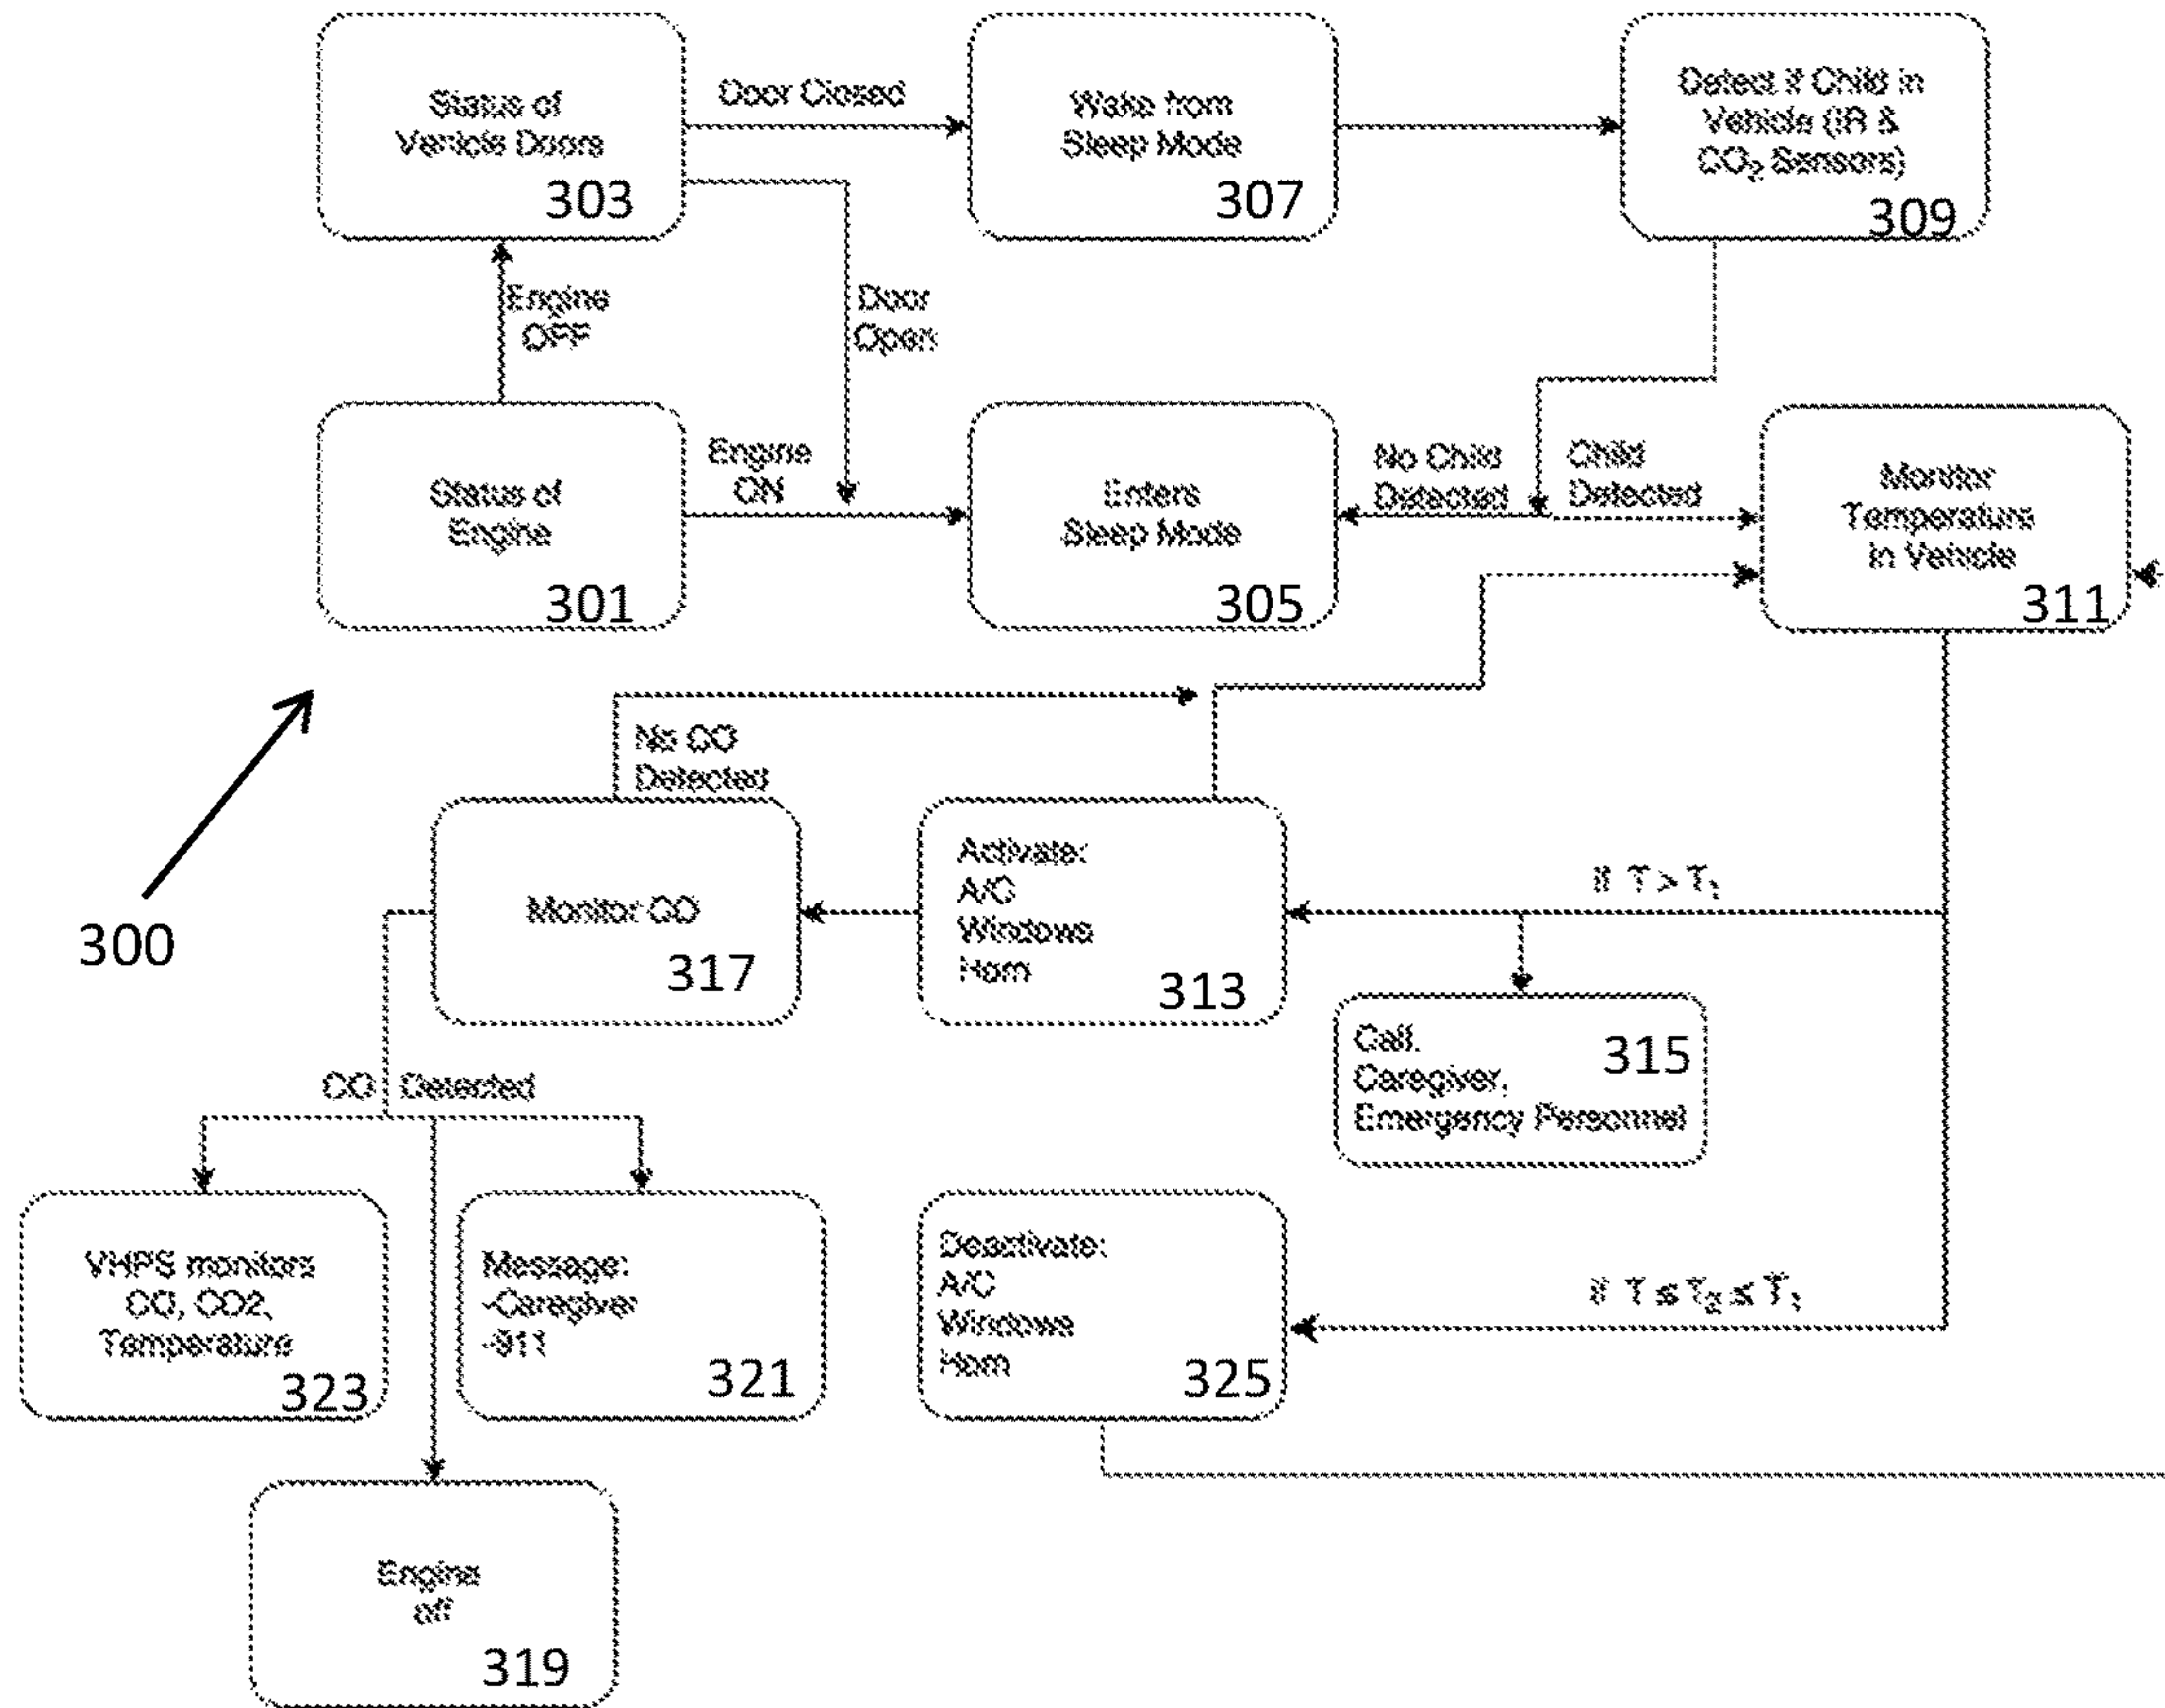 Status of
Vehicle Doors
303
Door Closed
Wake from
Sleep Mode
307
Detect if Child in
Vehicle (IR &
CO₂ Sensors)
309
Engine
OFF
Door
Open
Status of
Engine
301
Engine
ON
Enters
Sleep Mode
305
No Child
Detected
Child
Detected
Monitor
Temperature
in Vehicle
311
300
No CO
Detected
Monitor CO
317
Activate:
A/C
Windows
Horn
313
If T > T₁
Call.
Caregiver,
Emergency Personnel
315
CO Detected
VHPS monitors
CO, CO2,
Temperature
323
Message:
-Caregiver
-911
321
Deactivate:
A/C
Windows
Horn
325
If T ≤ T₂ ≤ T₁
Engine
off
319